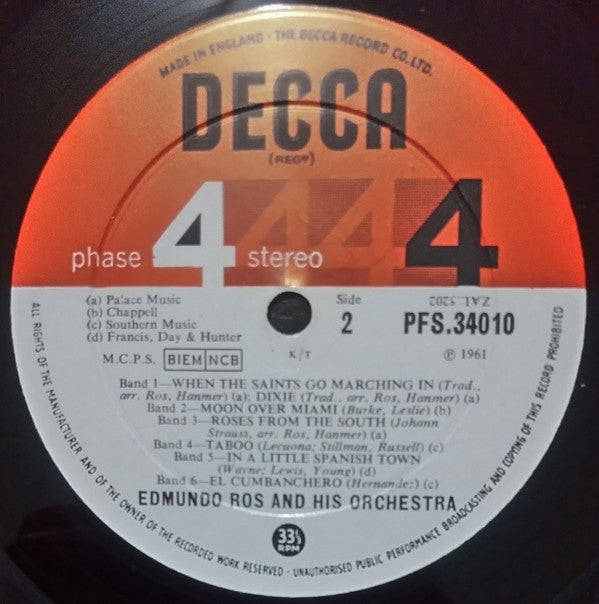 MADE IN ENGLAND · THE DECCA RECORD CO. LTD.
DECCA
(REGD)
phase 4 stereo 4 4 4
(a) Palace Music
(b) Chappell
(c) Southern Music
(d) Francis, Day & Hunter
Side
2
ZAL.5202
PFS.34010
M.C.P.S. BIEM NCB
K/T
℗ 1961
Band 1—WHEN THE SAINTS GO MARCHING IN (Trad.,
arr. Ros, Hanmer) (a); DIXIE (Trad., arr. Ros, Hanmer) (a)
Band 2—MOON OVER MIAMI (Burke, Leslie) (b)
Band 3—ROSES FROM THE SOUTH (Johann
Strauss, arr. Ros, Hanmer) (a)
Band 4—TABOO (Lecuona; Stillman, Russell) (c)
Band 5—IN A LITTLE SPANISH TOWN
(Wayne; Lewis, Young) (d)
Band 6—EL CUMBANCHERO (Hernandez) (c)
EDMUNDO ROS AND HIS ORCHESTRA
33⅓
RPM
ALL RIGHTS OF THE MANUFACTURER AND OF THE OWNER OF THE RECORDED WORK RESERVED · UNAUTHORISED PUBLIC PERFORMANCE BROADCASTING AND COPYING OF THIS RECORD PROHIBITED